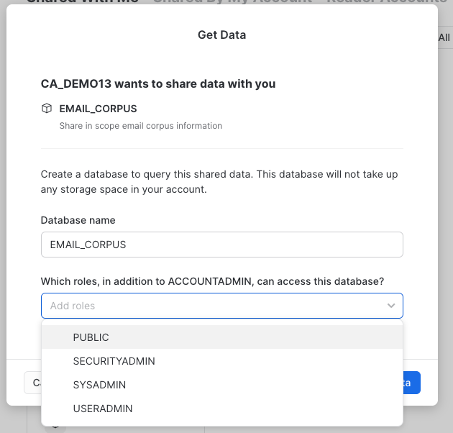 Get Data
All
CA_DEMO13 wants to share data with you
EMAIL_CORPUS
Share in scope email corpus information
Create a database to query this shared data. This database will not take up
any storage space in your account.
Database name
EMAIL_CORPUS
Which roles, in addition to ACCOUNTADMIN, can access this database?
Add roles
PUBLIC
SECURITYADMIN
SYSADMIN
USERADMIN